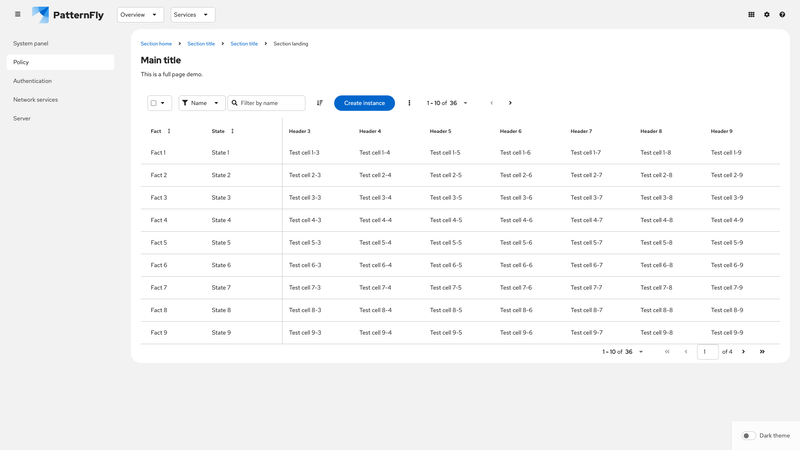 PatternFly Overview Services
System panel
Policy
Authentication
Network services
Server
Section home Section title Section title Section landing
Main title
This is a full page demo.
Name Filter by name Create instance 1 - 10 of 36
Fact State Header 3 Header 4 Header 5 Header 6 Header 7 Header 8 Header 9
Fact 1 State 1 Test cell 1-3 Test cell 1-4 Test cell 1-5 Test cell 1-6 Test cell 1-7 Test cell 1-8 Test cell 1-9
Fact 2 State 2 Test cell 2-3 Test cell 2-4 Test cell 2-5 Test cell 2-6 Test cell 2-7 Test cell 2-8 Test cell 2-9
Fact 3 State 3 Test cell 3-3 Test cell 3-4 Test cell 3-5 Test cell 3-6 Test cell 3-7 Test cell 3-8 Test cell 3-9
Fact 4 State 4 Test cell 4-3 Test cell 4-4 Test cell 4-5 Test cell 4-6 Test cell 4-7 Test cell 4-8 Test cell 4-9
Fact 5 State 5 Test cell 5-3 Test cell 5-4 Test cell 5-5 Test cell 5-6 Test cell 5-7 Test cell 5-8 Test cell 5-9
Fact 6 State 6 Test cell 6-3 Test cell 6-4 Test cell 6-5 Test cell 6-6 Test cell 6-7 Test cell 6-8 Test cell 6-9
Fact 7 State 7 Test cell 7-3 Test cell 7-4 Test cell 7-5 Test cell 7-6 Test cell 7-7 Test cell 7-8 Test cell 7-9
Fact 8 State 8 Test cell 8-3 Test cell 8-4 Test cell 8-5 Test cell 8-6 Test cell 8-7 Test cell 8-8 Test cell 8-9
Fact 9 State 9 Test cell 9-3 Test cell 9-4 Test cell 9-5 Test cell 9-6 Test cell 9-7 Test cell 9-8 Test cell 9-9
1 - 10 of 36 1 of 4
Dark theme